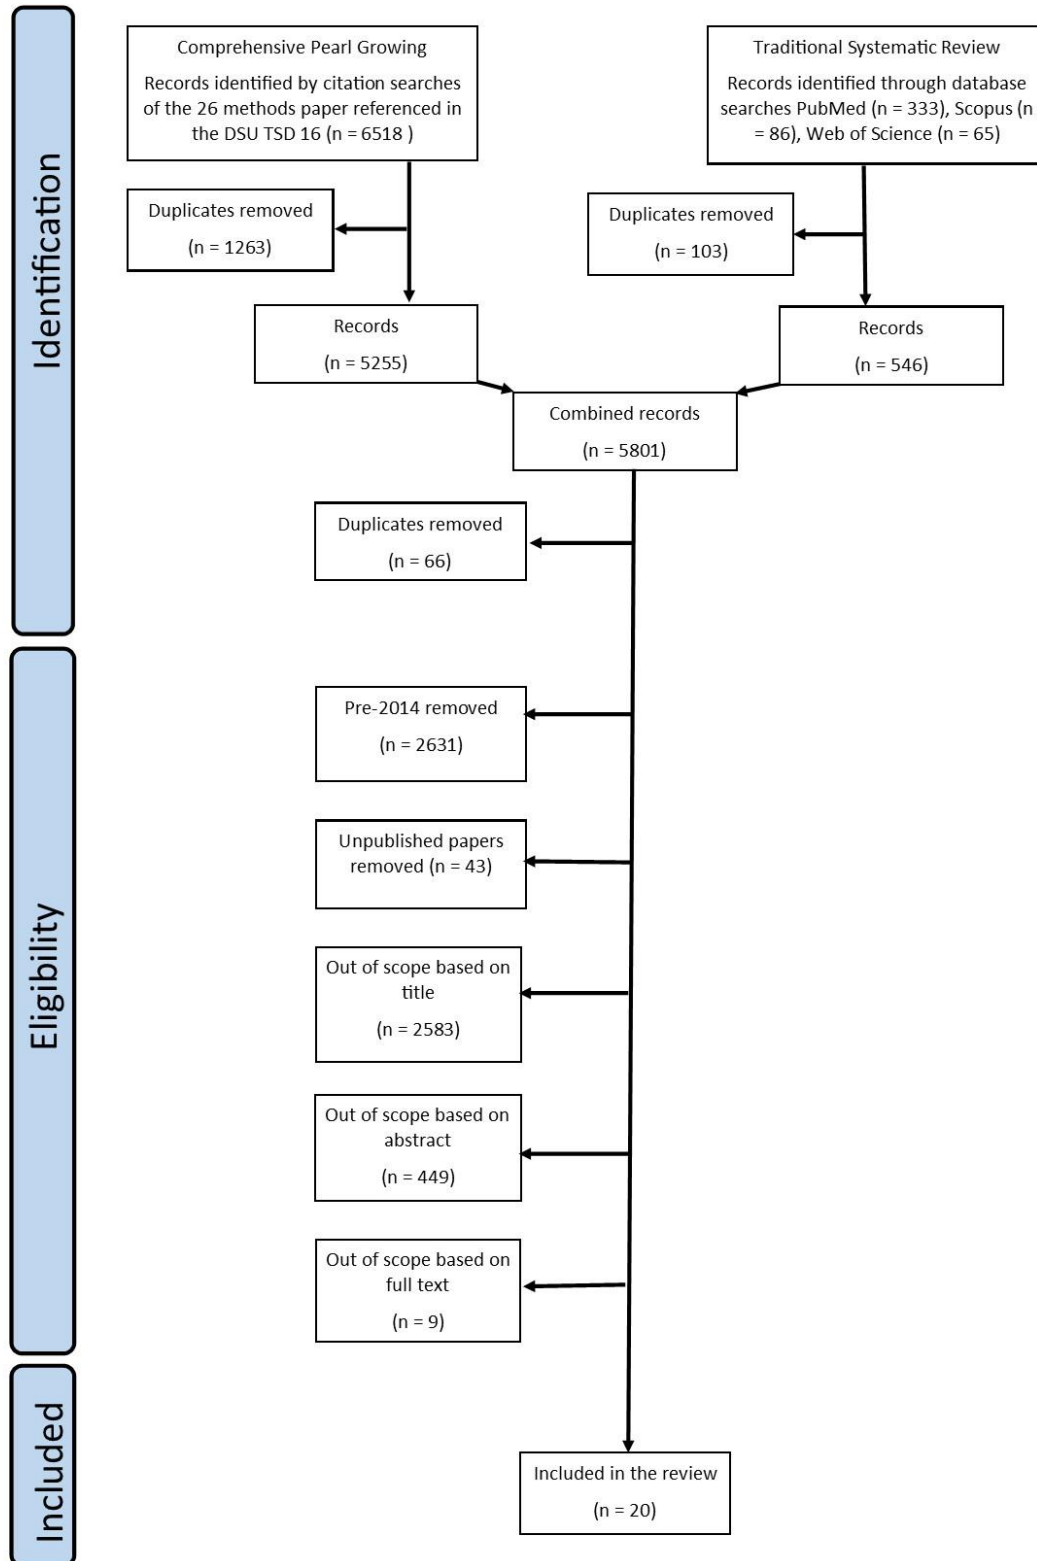 Identification
Comprehensive Pearl Growing
Records identified by citation searches
of the 26 methods paper referenced in
the DSU TSD 16 (n = 6518 )
Traditional Systematic Review
Records identified through database
searches PubMed (n = 333), Scopus (n
= 86), Web of Science (n = 65)
Duplicates removed
(n = 1263)
Duplicates removed
(n = 103)
Records
(n = 5255)
Records
(n = 546)
Combined records
(n = 5801)
Duplicates removed
(n = 66)
Eligibility
Pre-2014 removed
(n = 2631)
Unpublished papers
removed (n = 43)
Out of scope based on
title
(n = 2583)
Out of scope based on
abstract
(n = 449)
Out of scope based on
full text
(n = 9)
Included
Included in the review
(n = 20)